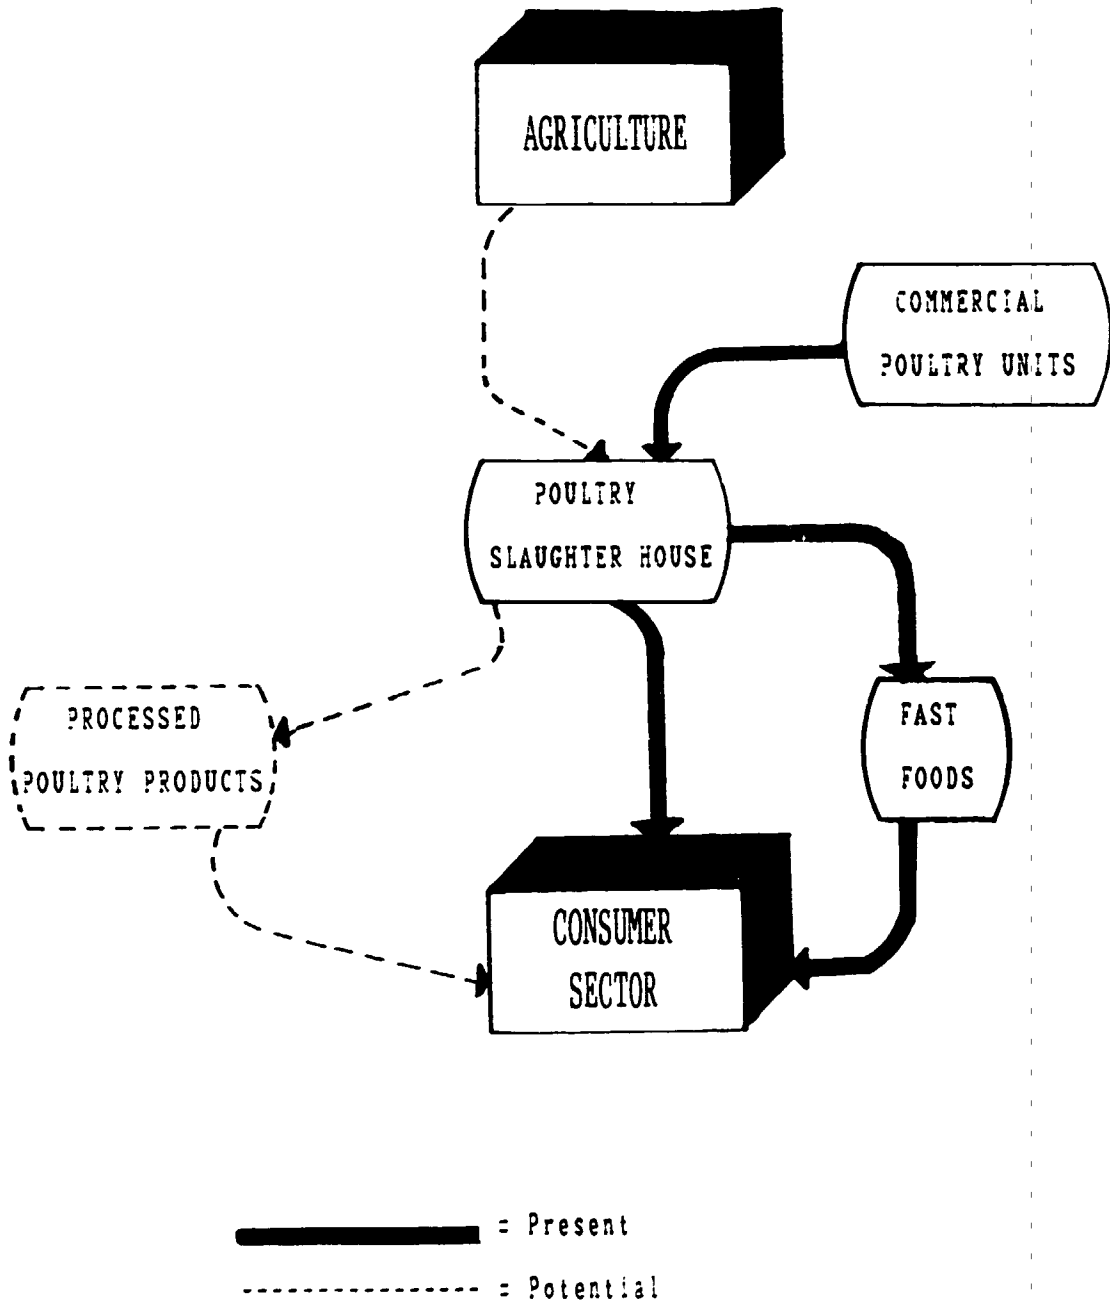 AGRICULTURE
COMMERCIAL
POULTRY UNITS
POULTRY
SLAUGHTER HOUSE
PROCESSED
POULTRY PRODUCTS
FAST
FOODS
CONSUMER
SECTOR
= Present
= Potential